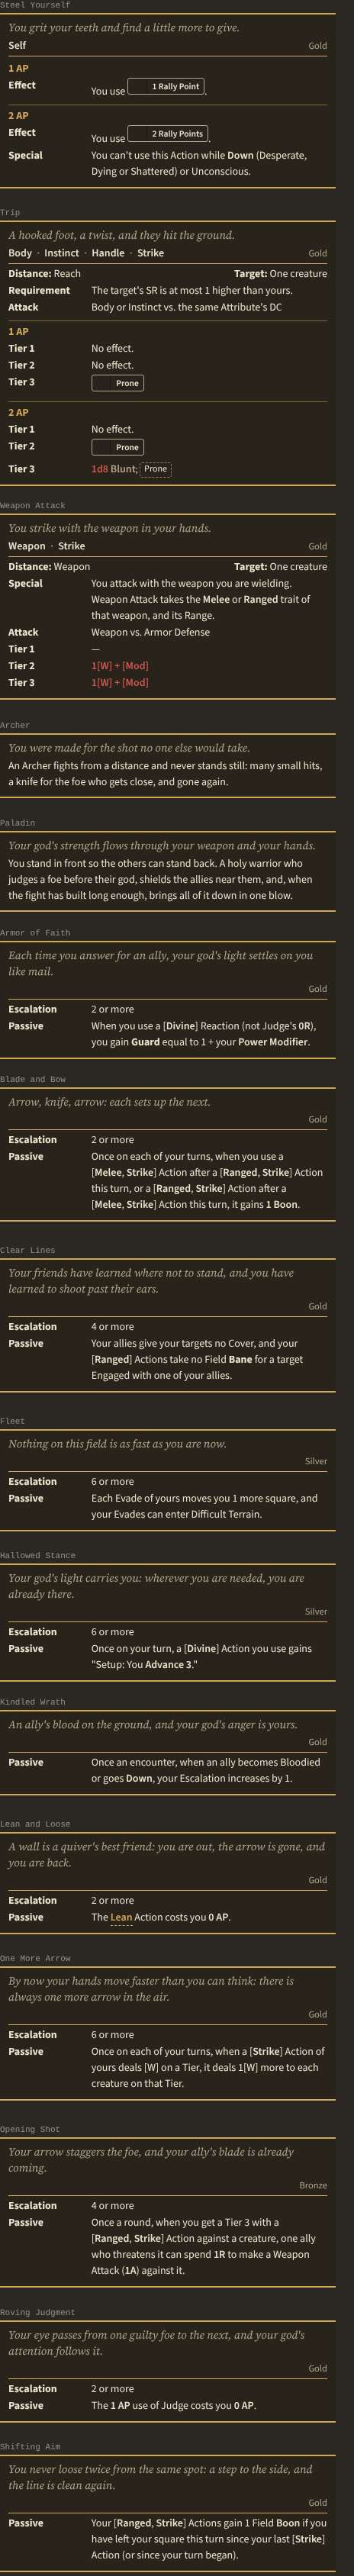 Steel Yourself
You grit your teeth and find a little more to give.
Self Gold
1 AP
Effect You use 1 Rally Point.
2 AP
Effect You use 2 Rally Points.
Special You can't use this Action while Down (Desperate,
Dying or Shattered) or Unconscious.
Trip
A hooked foot, a twist, and they hit the ground.
Body · Instinct · Handle · Strike Gold
Distance: Reach Target: One creature
Requirement The target's SR is at most 1 higher than yours.
Attack Body or Instinct vs. the same Attribute's DC
1 AP
Tier 1 No effect.
Tier 2 No effect.
Tier 3 Prone
2 AP
Tier 1 No effect.
Tier 2 Prone
Tier 3 1d8 Blunt; Prone
Weapon Attack
You strike with the weapon in your hands.
Weapon · Strike Gold
Distance: Weapon Target: One creature
Special You attack with the weapon you are wielding.
Weapon Attack takes the Melee or Ranged trait of
that weapon, and its Range.
Attack Weapon vs. Armor Defense
Tier 1 —
Tier 2 1[W] + [Mod]
Tier 3 1[W] + [Mod]
Archer
You were made for the shot no one else would take.
An Archer fights from a distance and never stands still: many small hits,
a knife for the foe who gets close, and gone again.
Paladin
Your god's strength flows through your weapon and your hands.
You stand in front so the others can stand back. A holy warrior who
judges a foe before their god, shields the allies near them, and, when
the fight has built long enough, brings all of it down in one blow.
Armor of Faith
Each time you answer for an ally, your god's light settles on you
like mail.
Gold
Escalation 2 or more
Passive When you use a [Divine] Reaction (not Judge's 0R),
you gain Guard equal to 1 + your Power Modifier.
Blade and Bow
Arrow, knife, arrow: each sets up the next.
Gold
Escalation 2 or more
Passive Once on each of your turns, when you use a
[Melee, Strike] Action after a [Ranged, Strike] Action
this turn, or a [Ranged, Strike] Action after a
[Melee, Strike] Action this turn, it gains 1 Boon.
Clear Lines
Your friends have learned where not to stand, and you have
learned to shoot past their ears.
Gold
Escalation 4 or more
Passive Your allies give your targets no Cover, and your
[Ranged] Actions take no Field Bane for a target
Engaged with one of your allies.
Fleet
Nothing on this field is as fast as you are now.
Silver
Escalation 6 or more
Passive Each Evade of yours moves you 1 more square, and
your Evades can enter Difficult Terrain.
Hallowed Stance
Your god's light carries you: wherever you are needed, you are
already there.
Silver
Escalation 6 or more
Passive Once on your turn, a [Divine] Action you use gains
"Setup: You Advance 3."
Kindled Wrath
An ally's blood on the ground, and your god's anger is yours.
Gold
Passive Once an encounter, when an ally becomes Bloodied
or goes Down, your Escalation increases by 1.
Lean and Loose
A wall is a quiver's best friend: you are out, the arrow is gone, and
you are back.
Gold
Escalation 2 or more
Passive The Lean Action costs you 0 AP.
One More Arrow
By now your hands move faster than you can think: there is
always one more arrow in the air.
Gold
Escalation 6 or more
Passive Once on each of your turns, when a [Strike] Action of
yours deals [W] on a Tier, it deals 1[W] more to each
creature on that Tier.
Opening Shot
Your arrow staggers the foe, and your ally's blade is already
coming.
Bronze
Escalation 4 or more
Passive Once a round, when you get a Tier 3 with a
[Ranged, Strike] Action against a creature, one ally
who threatens it can spend 1R to make a Weapon
Attack (1A) against it.
Roving Judgment
Your eye passes from one guilty foe to the next, and your god's
attention follows it.
Gold
Escalation 2 or more
Passive The 1 AP use of Judge costs you 0 AP.
Shifting Aim
You never loose twice from the same spot: a step to the side, and
the line is clean again.
Gold
Passive Your [Ranged, Strike] Actions gain 1 Field Boon if you
have left your square this turn since your last [Strike]
Action (or since your turn began).